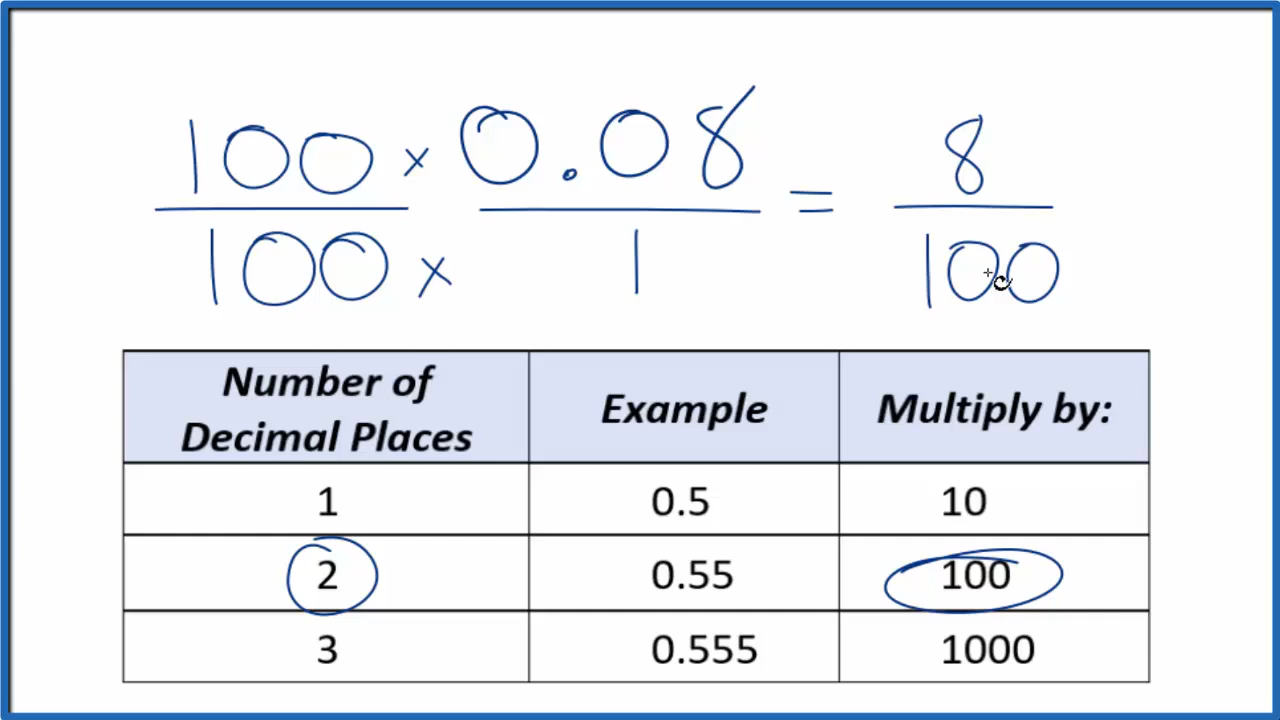 100 × 0.08 = 8
100 × 1 100
Number of Decimal Places Example Multiply by:
1 0.5 10
2 0.55 100
3 0.555 1000